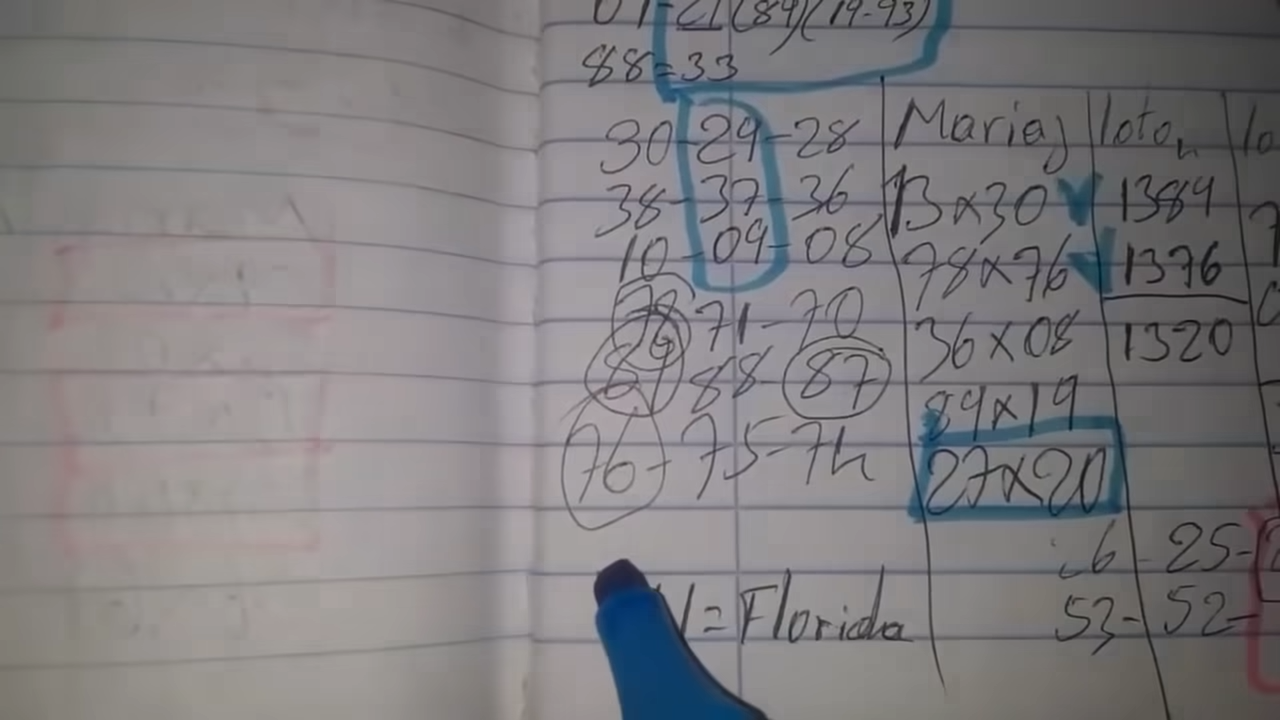 88=33
30-29-28
38-37-36
10-09-08
71-70
89 88-87
76-75-74
Mariaj
13x30
78x76
36x08
89x19
27x20
loto
1384
1376
1320
=Florida
25-
53-52-